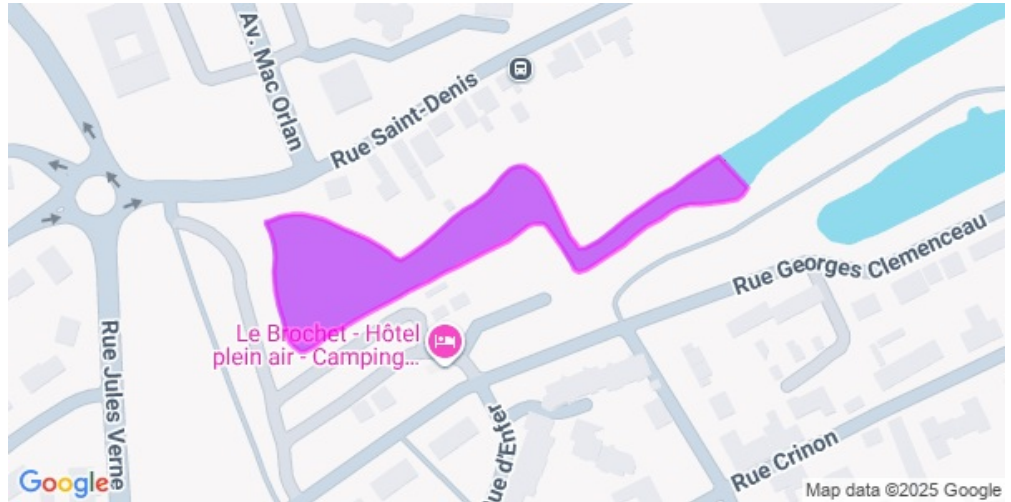 Av. Mac Orlan
Rue Saint-Denis
Rue Georges Clemenceau
Le Brochet - Hôtel
plein air - Camping...
Rue Jules Verne
ue d'Enfer
Rue Crinon
Google
Map data ©2025 Google